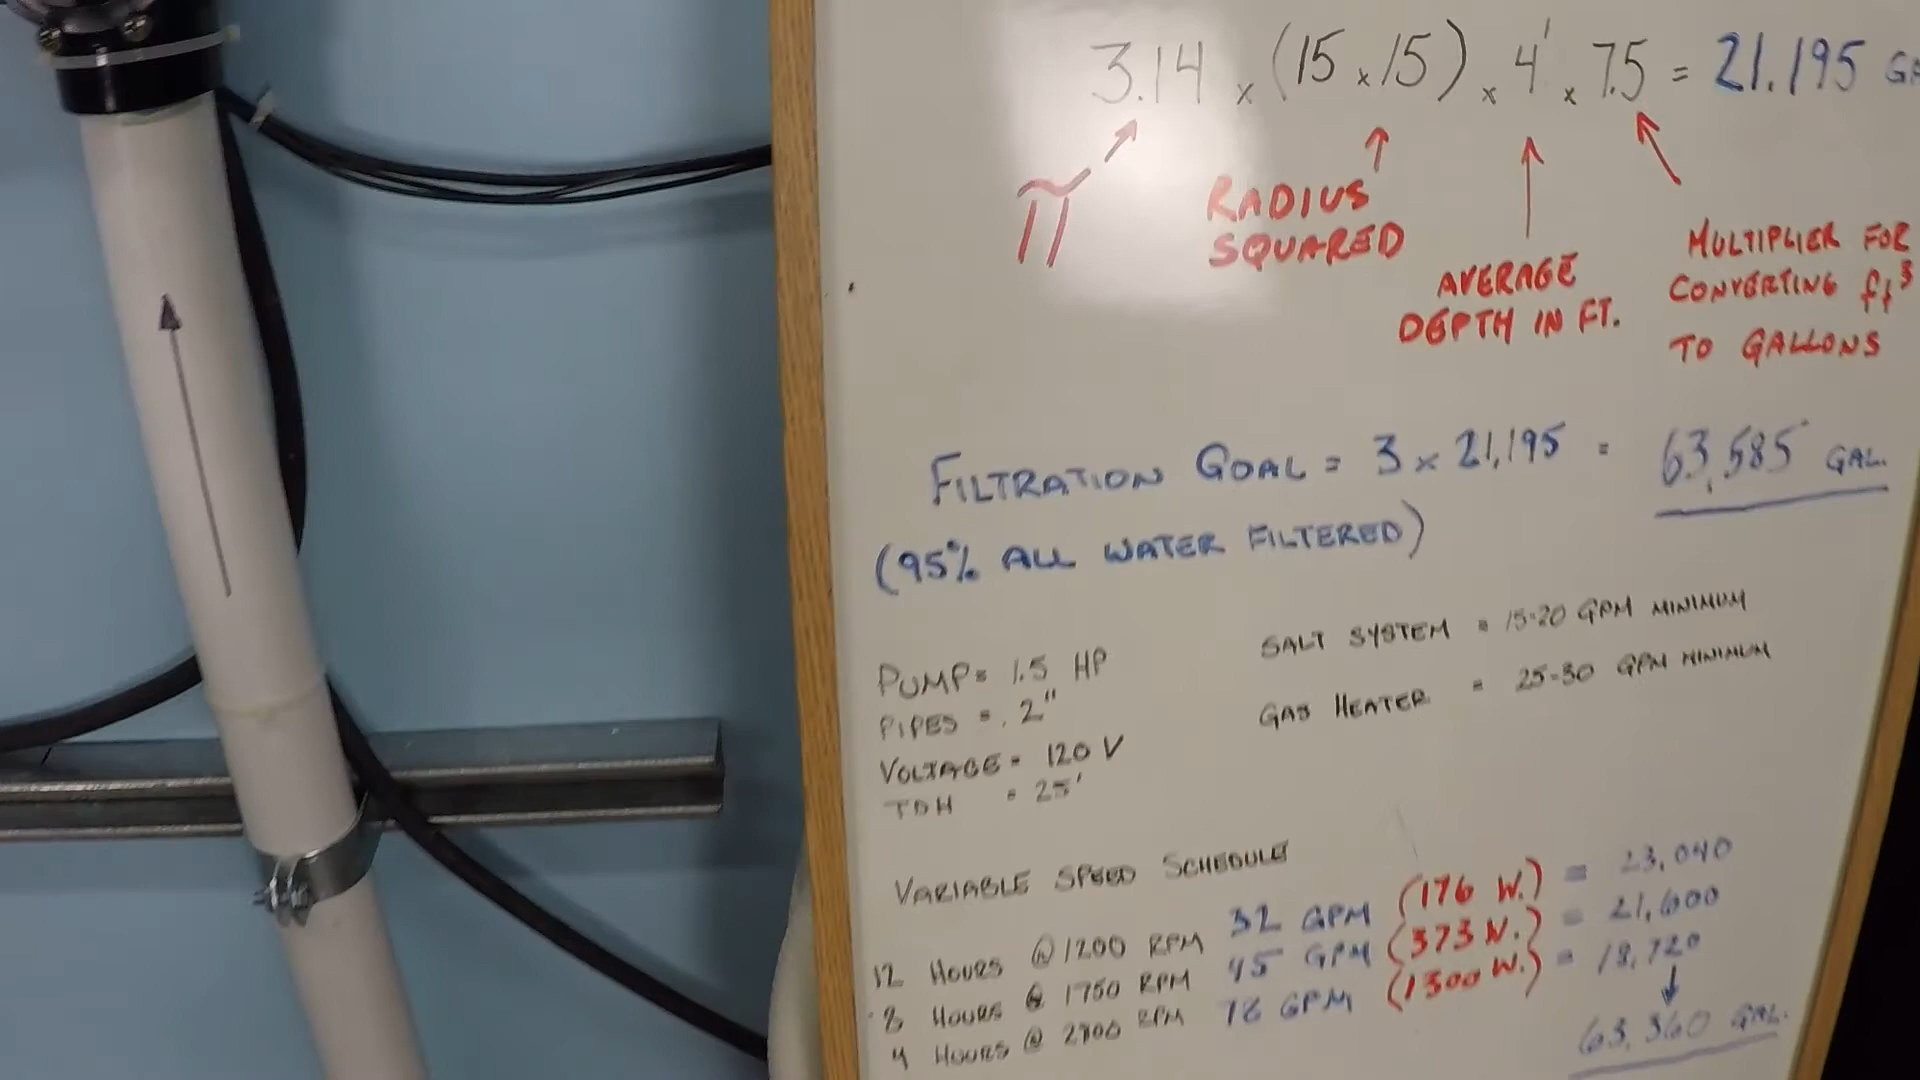 3.14 x (15 x 15) x 4' x 7.5 = 21.195
π
RADIUS
SQUARED
AVERAGE
DEPTH IN FT.
MULTIPLIER FOR
CONVERTING ft³
TO GALLONS
FILTRATION GOAL = 3 x 21,195 = 63,585 GAL.
(95% ALL WATER FILTERED)
PUMP = 1.5 HP
PIPES = 2"
VOLTAGE = 120 V
TDH = 25'
SALT SYSTEM = 15-20 GPM MINIMUM
GAS HEATER = 25-30 GPM MINIMUM
VARIABLE SPEED SCHEDULE
12 HOURS @ 1200 RPM 32 GPM (176 W.) = 23,040
8 HOURS @ 1750 RPM 45 GPM (373 W.) = 21,600
4 HOURS @ RPM 78 GPM (1300 W.) = 18,720
63,360 GAL.